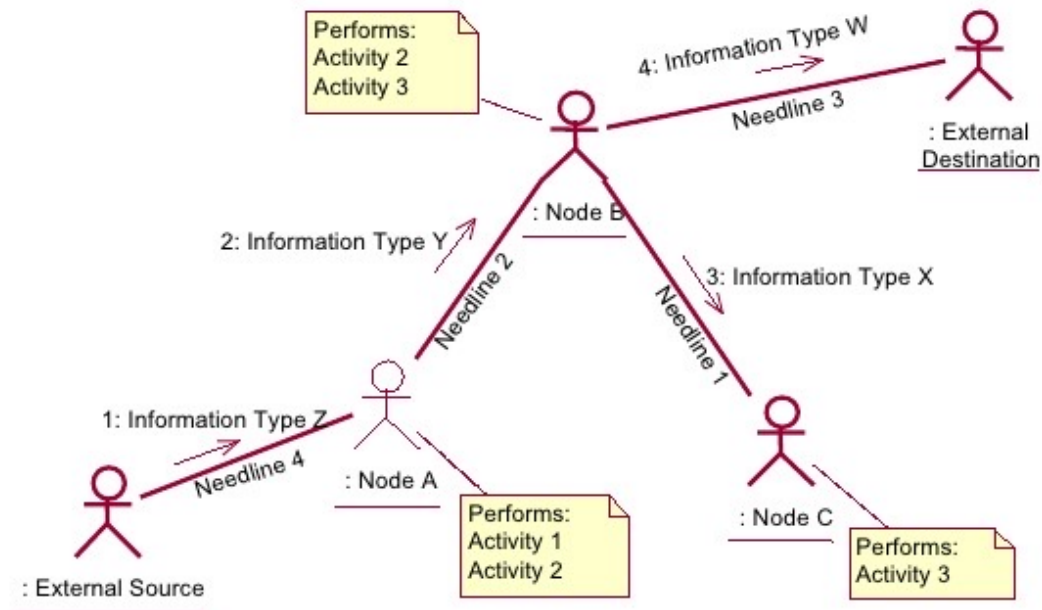 Performs:
Activity 2
Activity 3
4: Information Type W
Needline 3
: External
Destination
: Node B
2: Information Type Y
Needline 2
3: Information Type X
Needline 1
1: Information Type Z
Needline 4
: Node A
Performs:
Activity 1
Activity 2
: Node C
Performs:
Activity 3
: External Source